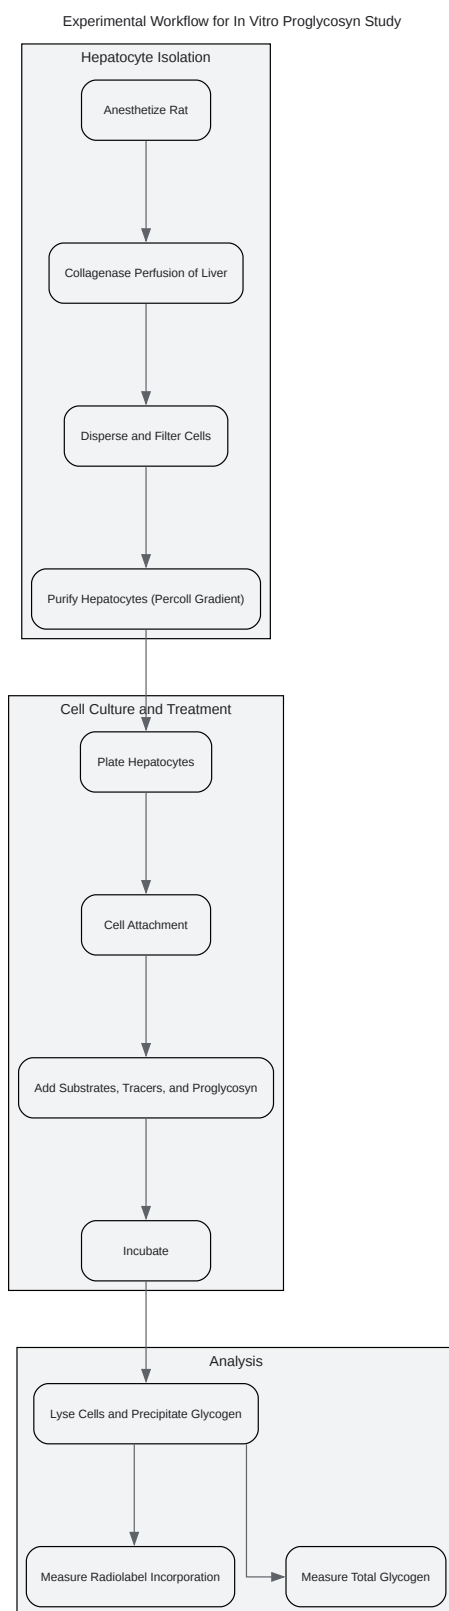 Experimental Workflow for In Vitro Proglycosyn Study
Hepatocyte Isolation
Anesthetize Rat
Collagenase Perfusion of Liver
Disperse and Filter Cells
Purify Hepatocytes (Percoll Gradient)
Cell Culture and Treatment
Plate Hepatocytes
Cell Attachment
Add Substrates, Tracers, and Proglycosyn
Incubate
Analysis
Lyse Cells and Precipitate Glycogen
Measure Radiolabel Incorporation
Measure Total Glycogen